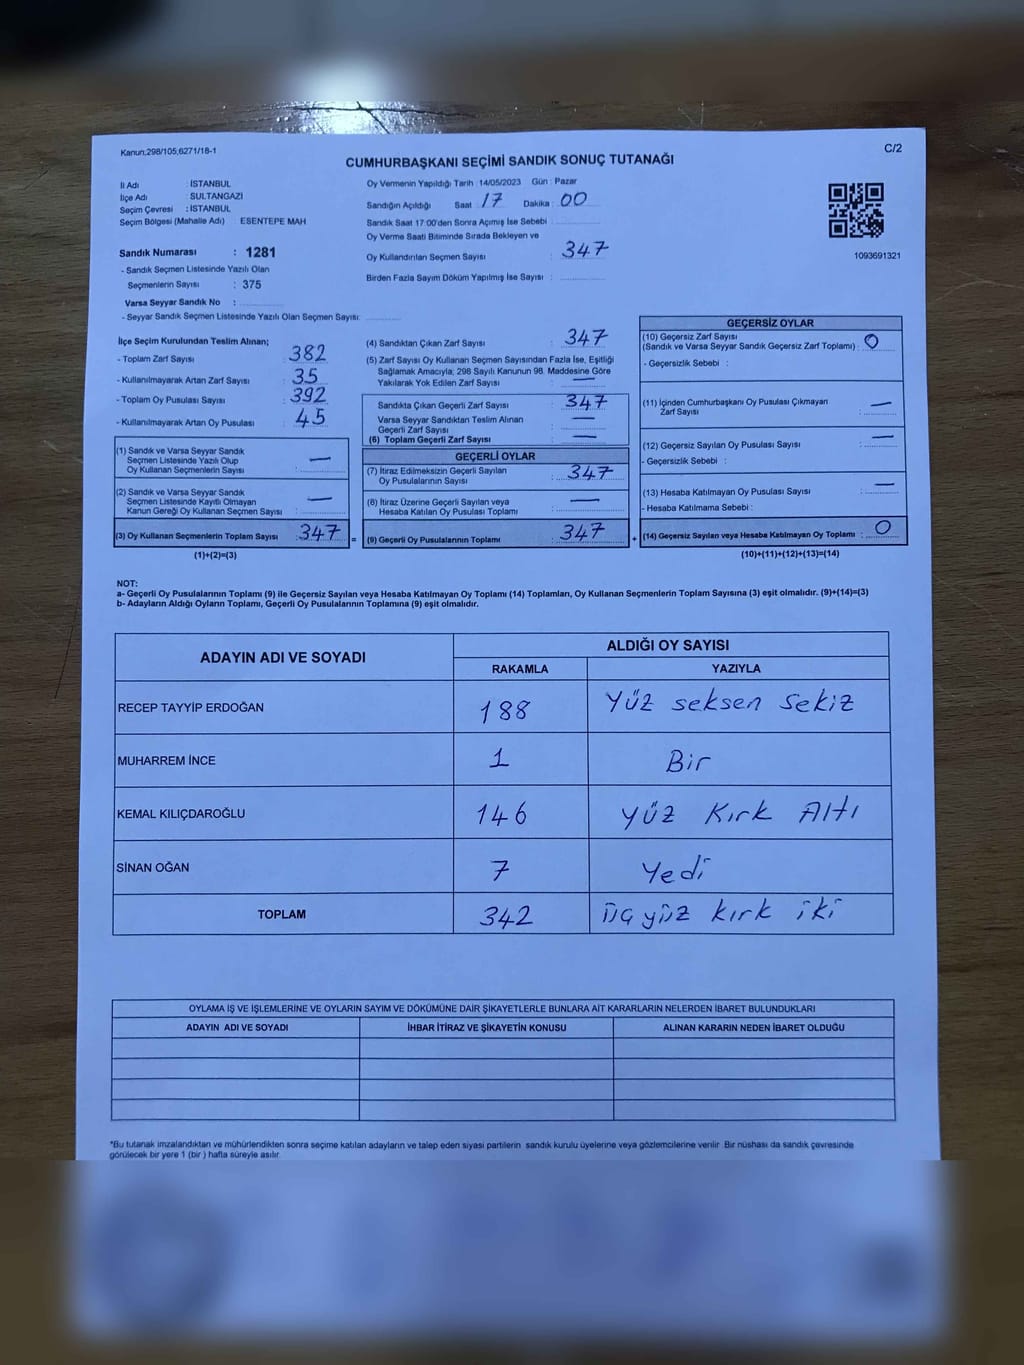 Kanun,298/105,6271/18-1
C/2
CUMHURBAŞKANI SEÇİMİ SANDIK SONUÇ TUTANAĞI
İl Adı : İSTANBUL
İlçe Adı : SULTANGAZİ
Seçim Çevresi : İSTANBUL
Seçim Bölgesi (Mahalle Adı) : ESENTEPE MAH
Sandık Numarası : 1281
- Sandık Seçmen Listesinde Yazılı Olan
Seçmenlerin Sayısı : 375
Varsa Seyyar Sandık No :
- Seyyar Sandık Seçmen Listesinde Yazılı Olan Seçmen Sayısı:
Oy Vermenin Yapıldığı Tarih : 14/05/2023 Gün : Pazar
Sandığın Açıldığı Saat : 17 Dakika : 00
Sandık Saat 17:00'den Sonra Açımış İse Sebebi :
Oy Verme Saati Bitiminde Sırada Bekleyen ve
Oy Kullandırılan Seçmen Sayısı : 347
Birden Fazla Sayım Döküm Yapılmış İse Sayısı :
1093691321
İlçe Seçim Kurulundan Teslim Alınan;
- Toplam Zarf Sayısı : 382
- Kullanılmayarak Artan Zarf Sayısı : 35
- Toplam Oy Pusulası Sayısı : 392
- Kullanılmayarak Artan Oy Pusulası : 45
(1) Sandık ve Varsa Seyyar Sandık
Seçmen Listesinde Yazılı Olup
Oy Kullanan Seçmenlerin Sayısı : —
(2) Sandık ve Varsa Seyyar Sandık
Seçmen Listesinde Kayıtlı Olmayan
Kanun Gereği Oy Kullanan Seçmen Sayısı : —
(3) Oy Kullanan Seçmenlerin Toplam Sayısı : 347
(1)+(2)=(3)
(4) Sandıktan Çıkan Zarf Sayısı : 347
(5) Zarf Sayısı Oy Kullanan Seçmen Sayısından Fazla İse, Eşitliği
Sağlamak Amacıyla; 298 Sayılı Kanunun 98. Maddesine Göre
Yakılarak Yok Edilen Zarf Sayısı : —
Sandıkta Çıkan Geçerli Zarf Sayısı : 347
Varsa Seyyar Sandıktan Teslim Alınan
Geçerli Zarf Sayısı : —
(6) Toplam Geçerli Zarf Sayısı : —
GEÇERLİ OYLAR
(7) İtiraz Edilmeksizin Geçerli Sayılan
Oy Pusulalarının Sayısı : 347
(8) İtiraz Üzerine Geçerli Sayılan veya
Hesaba Katılan Oy Pusulası Toplamı : —
= (9) Geçerli Oy Pusulalarının Toplamı : 347
GEÇERSİZ OYLAR
(10) Geçersiz Zarf Sayısı
(Sandık ve Varsa Seyyar Sandık Geçersiz Zarf Toplamı) : 0
- Geçersizlik Sebebi :
(11) İçinden Cumhurbaşkanı Oy Pusulası Çıkmayan
Zarf Sayısı : —
(12) Geçersiz Sayılan Oy Pusulası Sayısı : —
- Geçersizlik Sebebi :
(13) Hesaba Katılmayan Oy Pusulası Sayısı : —
- Hesaba Katılmama Sebebi :
+ (14) Geçersiz Sayılan veya Hesaba Katılmayan Oy Toplamı : 0
(10)+(11)+(12)+(13)=(14)
NOT:
a- Geçerli Oy Pusulalarının Toplamı (9) ile Geçersiz Sayılan veya Hesaba Katılmayan Oy Toplamı (14) Toplamları, Oy Kullanan Seçmenlerin Toplam Sayısına (3) eşit olmalıdır. (9)+(14)=(3)
b- Adayların Aldığı Oyların Toplamı, Geçerli Oy Pusulalarının Toplamına (9) eşit olmalıdır.
ADAYIN ADI VE SOYADI ALDIĞI OY SAYISI
RAKAMLA YAZIYLA
RECEP TAYYİP ERDOĞAN 188 Yüz seksen Sekiz
MUHARREM İNCE 1 Bir
KEMAL KILIÇDAROĞLU 146 Yüz Kırk Altı
SİNAN OĞAN 7 Yedi
TOPLAM 342 üç yüz kırk iki
OYLAMA İŞ VE İŞLEMLERİNE VE OYLARIN SAYIM VE DÖKÜMÜNE DAİR ŞİKAYETLERLE BUNLARA AİT KARARLARIN NELERDEN İBARET BULUNDUKLARI
ADAYIN ADI VE SOYADI İHBAR İTİRAZ VE ŞİKAYETİN KONUSU ALINAN KARARIN NEDEN İBARET OLDUĞU
*Bu tutanak imzalandıktan ve mühürlendikten sonra seçime katılan adayların ve talep eden siyasi partilerin sandık kurulu üyelerine veya gözlemcilerine verilir. Bir nüshası da sandık çevresinde
görülecek bir yere 1 (bir ) hafta süreyle asılır.